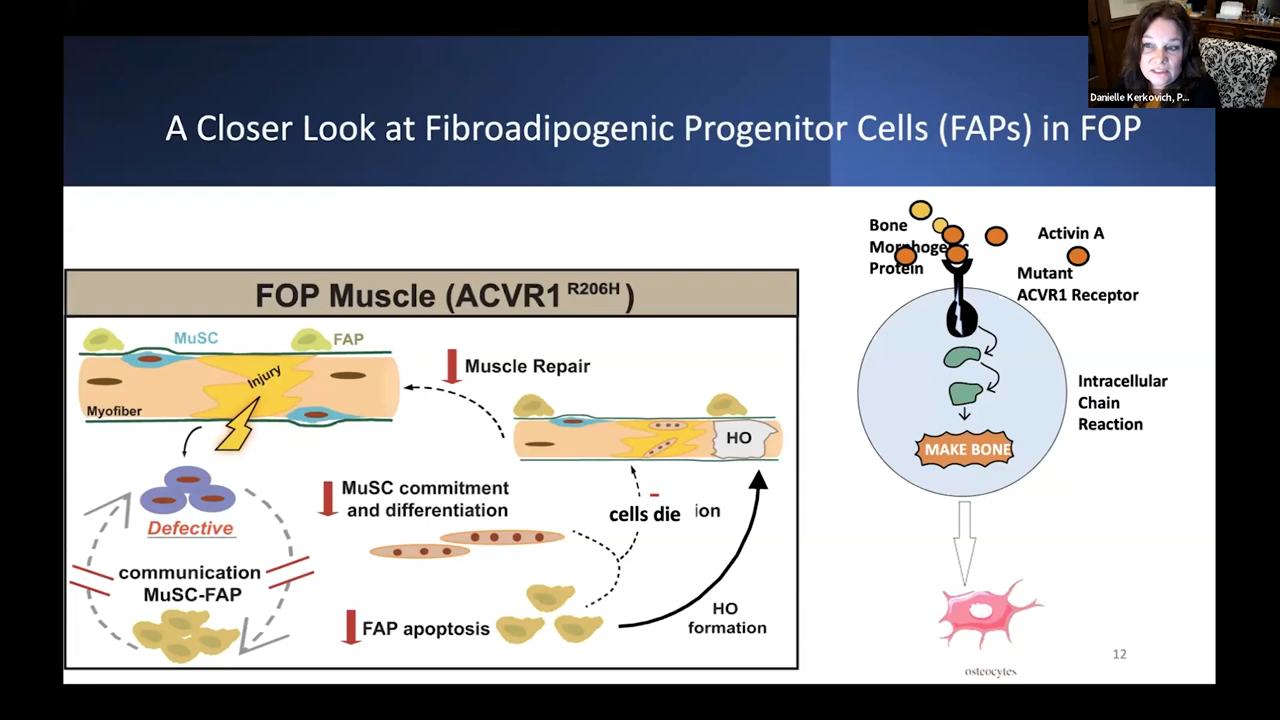 Danielle Kerkovich, P...
A Closer Look at Fibroadipogenic Progenitor Cells (FAPs) in FOP
FOP Muscle (ACVR1 R206H )
MuSC
FAP
Injury
Myofiber
Muscle Repair
HO
Defective
communication
MuSC-FAP
MuSC commitment
and differentiation
cells die
ion
FAP apoptosis
HO
formation
Bone
Morphogenic
Protein
Activin A
Mutant
ACVR1 Receptor
Intracellular
Chain
Reaction
MAKE BONE
osteocytes
12